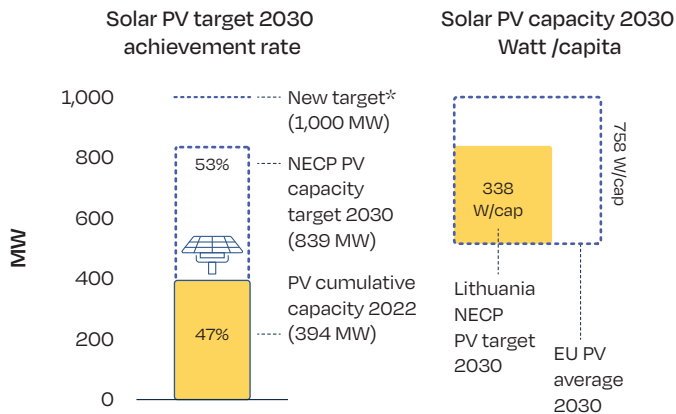 Solar PV target 2030
achievement rate
MW
1,000
800
600
400
200
0
53%
47%
New target*
(1,000 MW)
NECP PV
capacity
target 2030
(839 MW)
PV cumulative
capacity 2022
(394 MW)
Solar PV capacity 2030
Watt /capita
758 W/cap
338
W/cap
Lithuania
NECP
PV target
2030
EU PV
average
2030